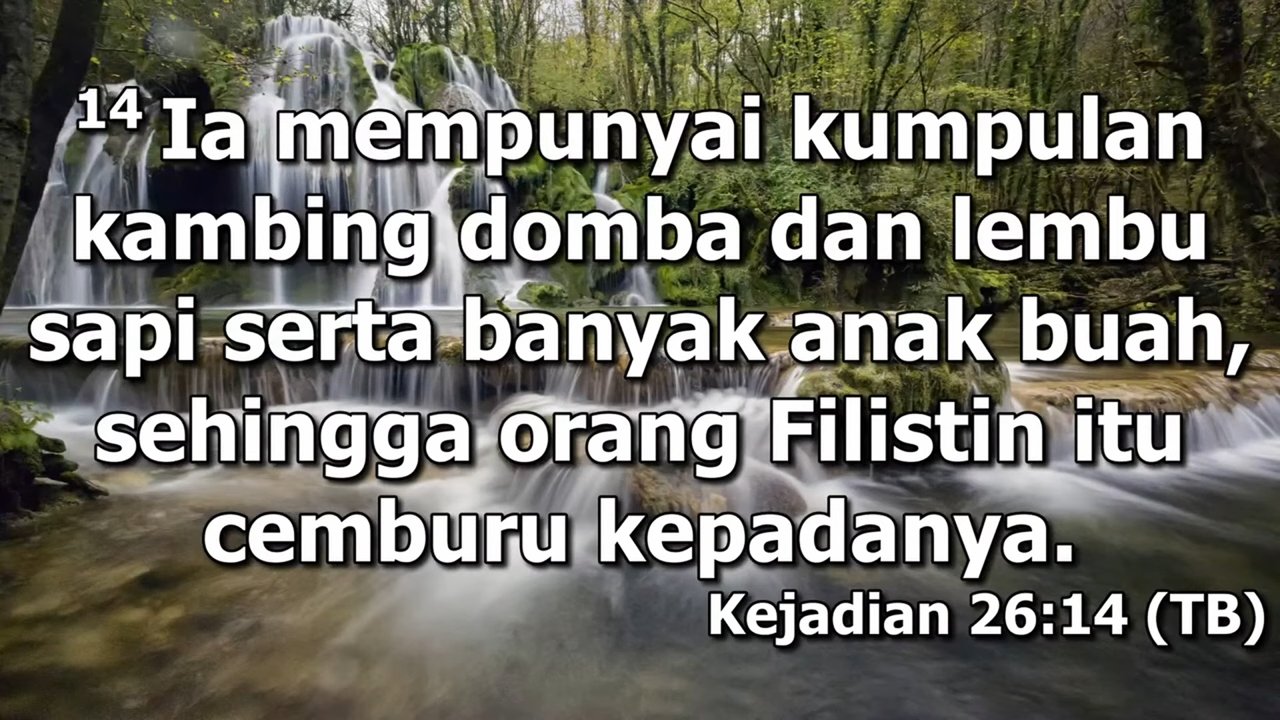 14 Ia mempunyai kumpulan
kambing domba dan lembu
sapi serta banyak anak buah,
sehingga orang Filistin itu
cemburu kepadanya.
Kejadian 26:14 (TB)